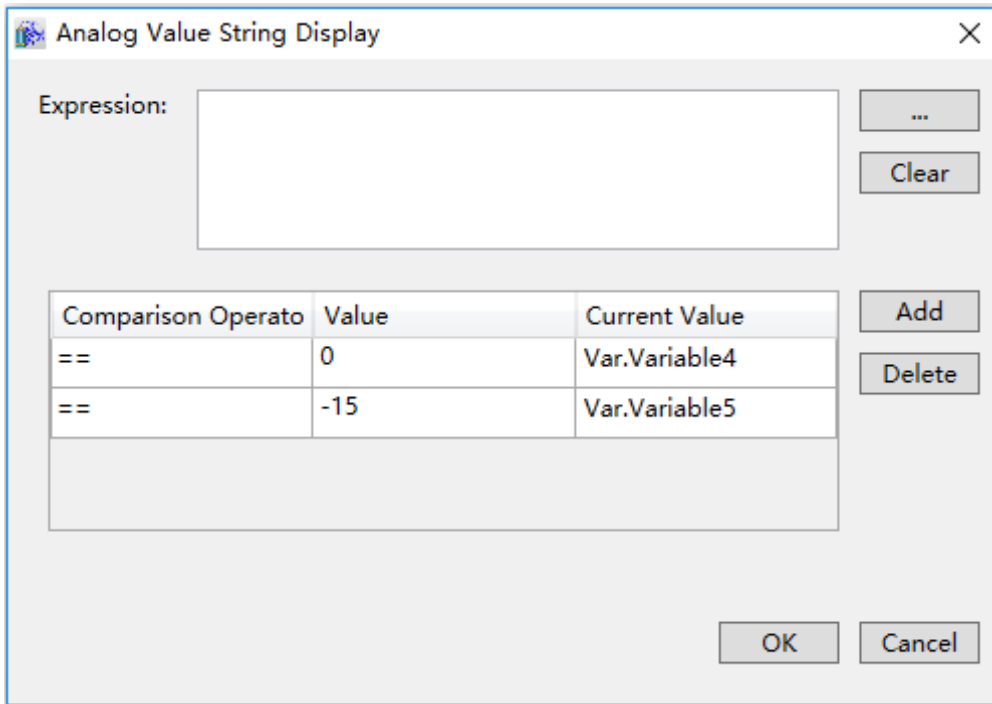 Analog Value String Display
Expression:
...
Clear
Comparison Operato Value Current Value
Add
== 0 Var.Variable4
Delete
== -15 Var.Variable5
OK Cancel